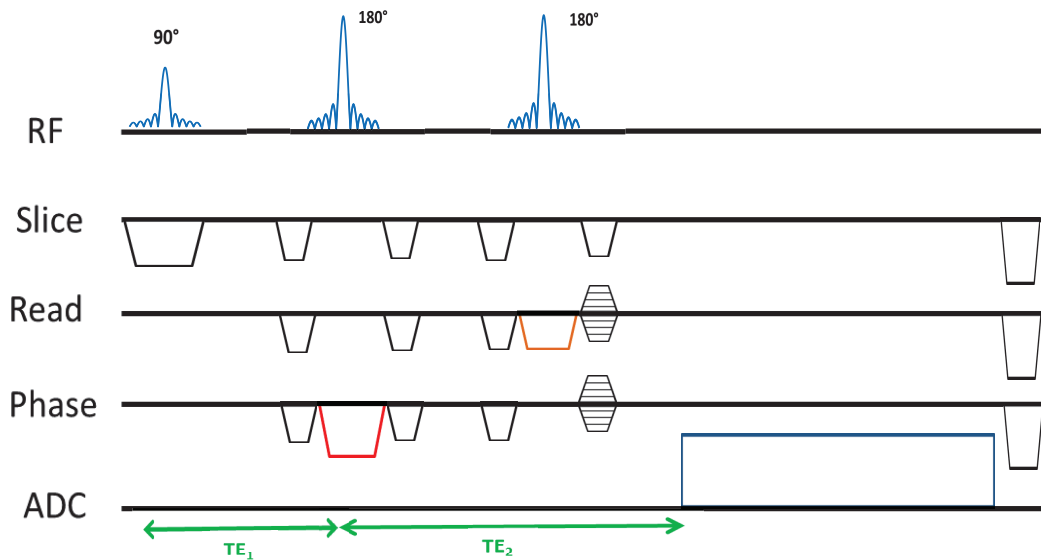 90°
180°
180°
RF
Slice
Read
Phase
ADC
TE₁
TE₂